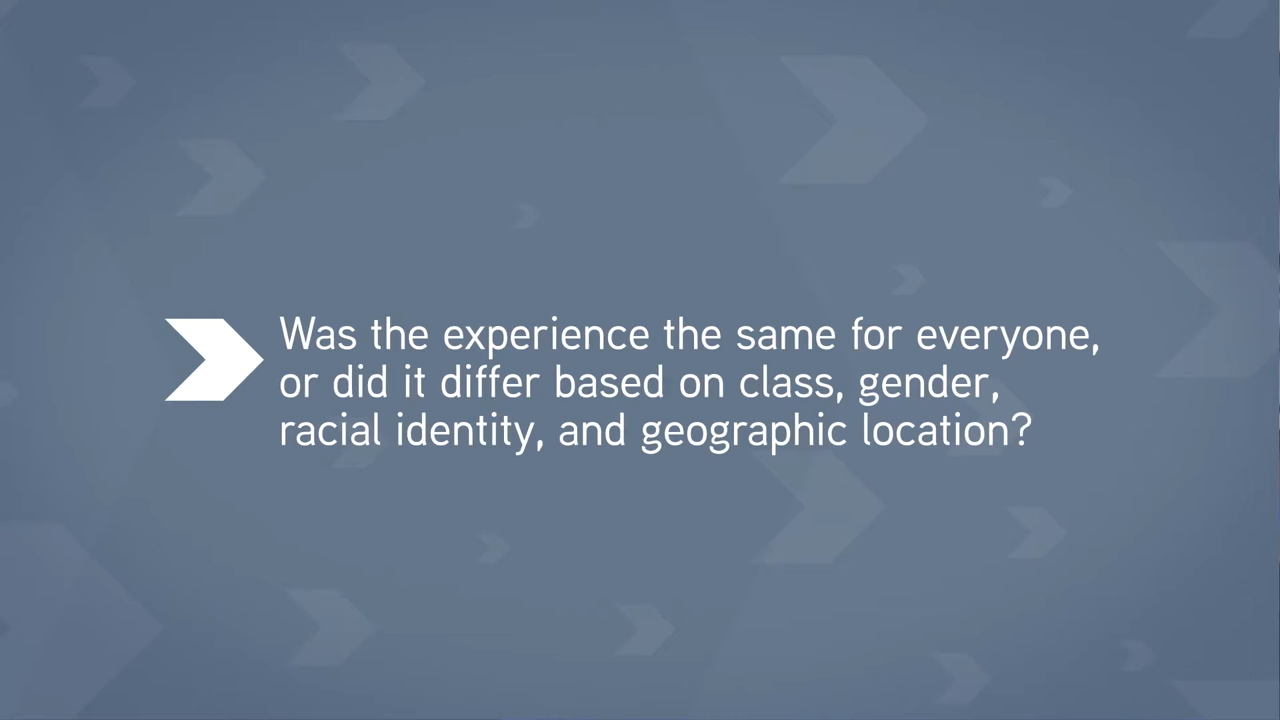 Was the experience the same for everyone,
or did it differ based on class, gender,
racial identity, and geographic location?